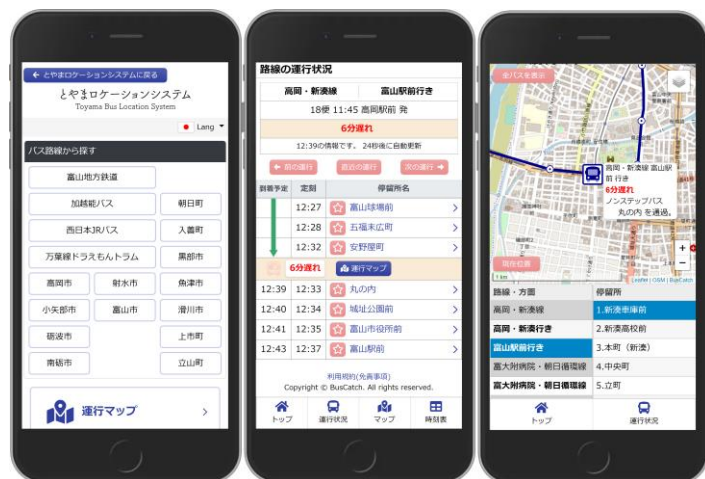 ← とやまロケーションシステムに戻る
とやまロケーションシステム
Toyama Bus Location System
Lang
バス路線から探す
富山地方鉄道
加越能バス 朝日町
西日本JRバス 入善町
万葉線ドラえもんトラム 黒部市
高岡市 射水市 魚津市
小矢部市 富山市 滑川市
砺波市 上市町
南砺市 立山町
運行マップ >
路線の運行状況
高岡・新湊線 富山駅前行き
18便 11:45 高岡駅前 発
6分遅れ
12:39の情報です。 24秒後に自動更新
← 前の運行 直近の運行 次の運行 →
到着予定 定刻 停留所名
12:27 富山球場前 >
12:28 五福末広町 >
12:32 安野屋町 >
6分遅れ 運行マップ
12:39 12:33 丸の内 >
12:40 12:34 城址公園前 >
12:41 12:35 富山市役所前 >
12:43 12:37 富山駅前 >
利用規約(免責事項)
Copyright © BusCatch. All rights reserved.
トップ 運行状況 マップ 時刻表
全バスを表示
高岡・新湊線 富山駅
前 行き
6分遅れ
ノンステップバス
丸の内 を通過。
現在位置
+
−
1 km
Leaflet | OSM | BusCatch
路線・方面 停留所
高岡・新湊線 1.新湊車庫前
高岡・新湊行き 2.新湊高校前
富山駅前行き 3.本町（新湊）
富大附病院・朝日循環線 4.中央町
富大附病院・朝日循環線 5.立町
トップ 運行状況